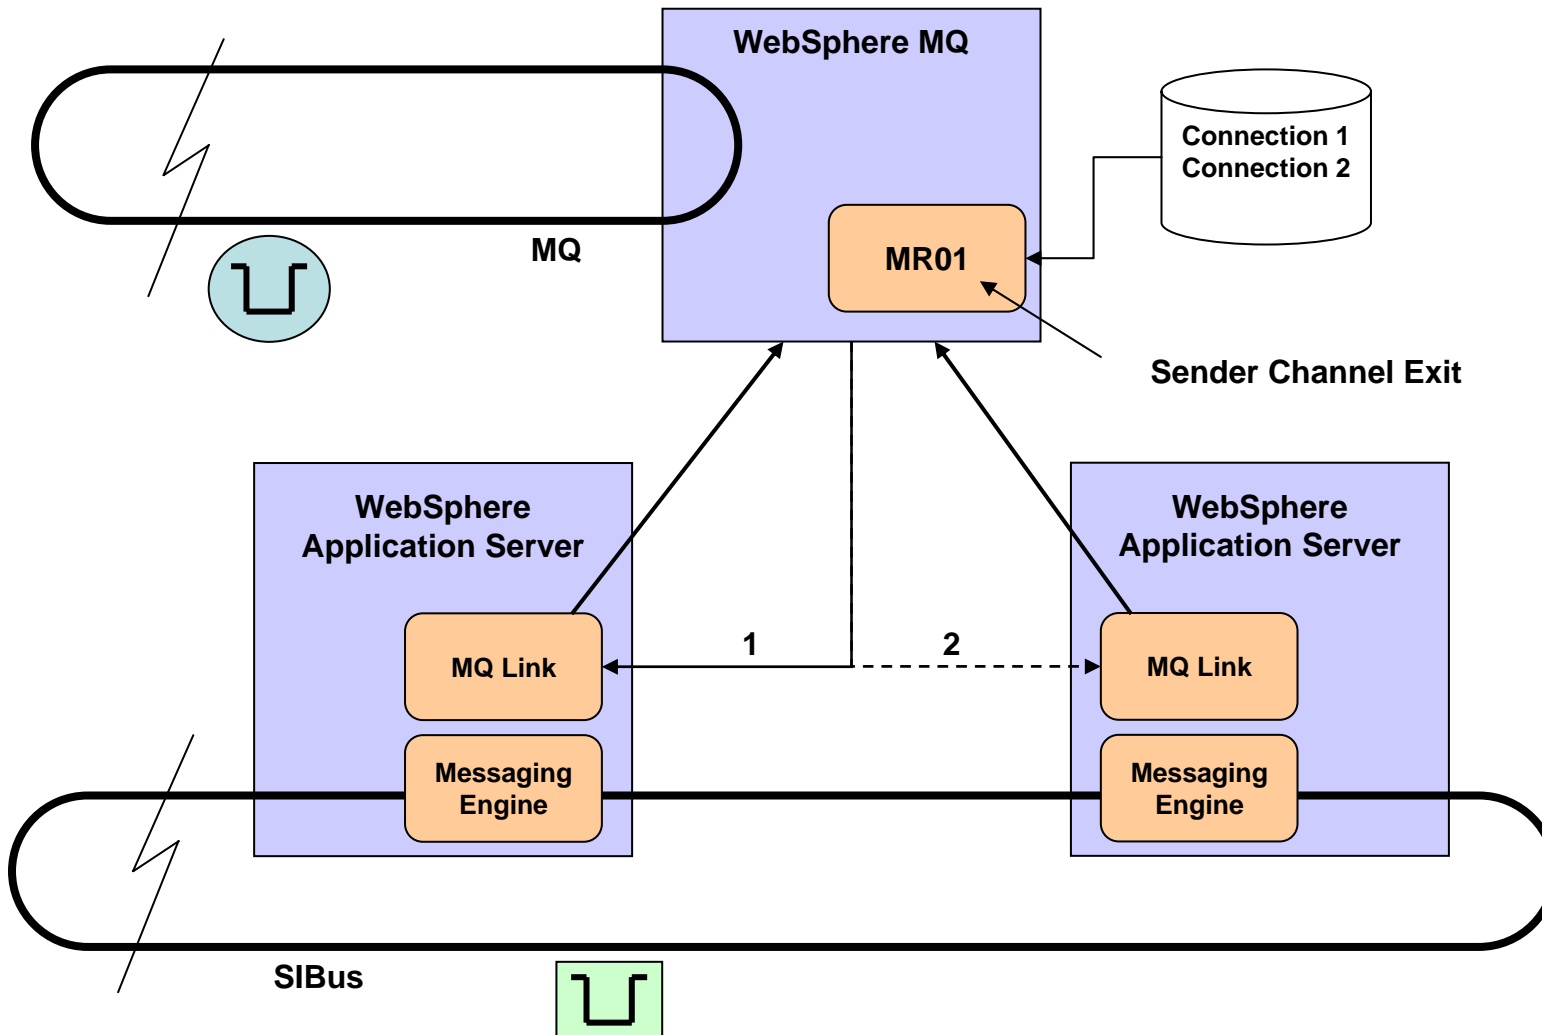 WebSphere MQ
Connection 1
Connection 2
MQ
MR01
Sender Channel Exit
WebSphere
Application Server
WebSphere
Application Server
1
2
MQ Link
MQ Link
Messaging
Engine
Messaging
Engine
SIBus